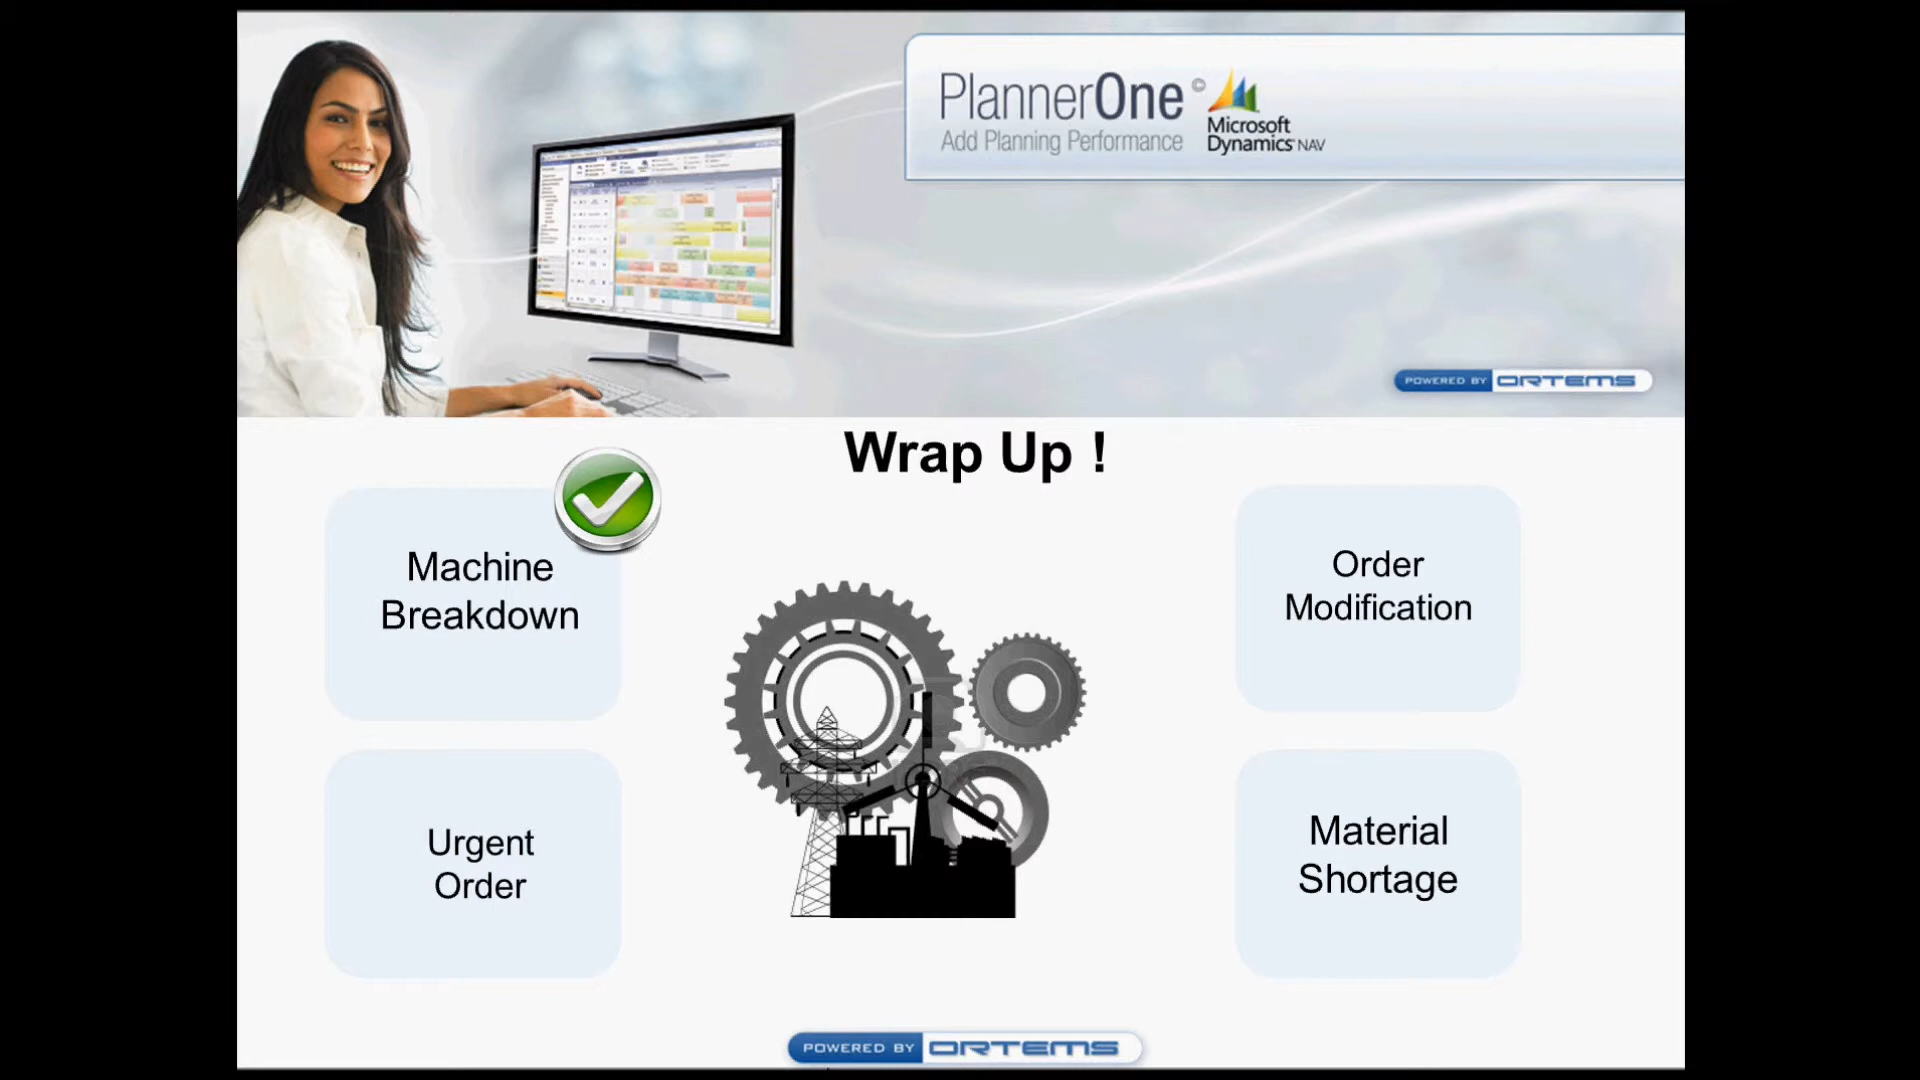 PlannerOne ©
Add Planning Performance
Microsoft
Dynamics NAV
POWERED BY ORTEMS
Wrap Up !
Machine
Breakdown
Order
Modification
Urgent
Order
Material
Shortage
POWERED BY ORTEMS